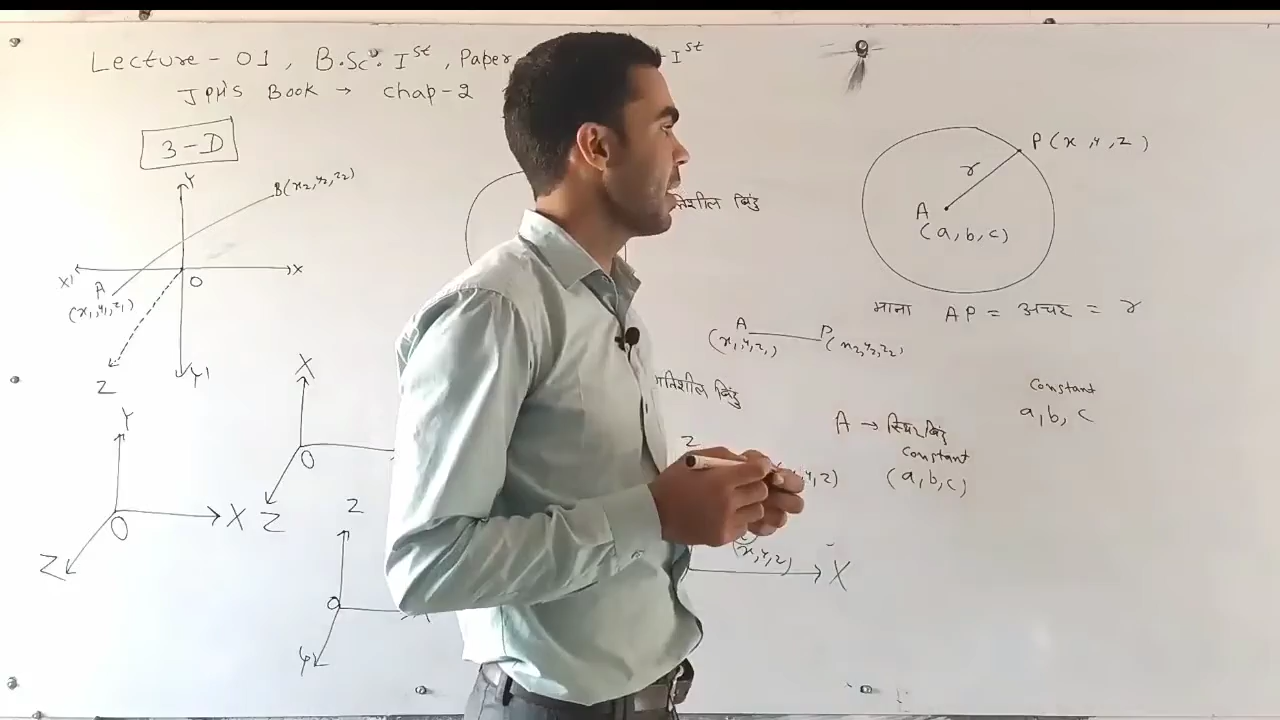 Lecture - 01, B.Sc. Ist, Paper Ist
JPH's Book → Chap-2
3-D
Y
B(x2,y2,z2)
X' X
O
A
(x1,y1,z1)
Z
Y'
P(x,y,z)
r
A
(a,b,c)
माना AP = अचर = r
A P
(x1,y1,z1) (x2,y2,z2)
बिंदु
गतिशील बिंदु
Constant
a,b,c
A → स्थिर बिंदु
Constant
(a,b,c)
Y
O X
Z
X
O
Z
Z
O
Y
Z
(x,y,z)
X